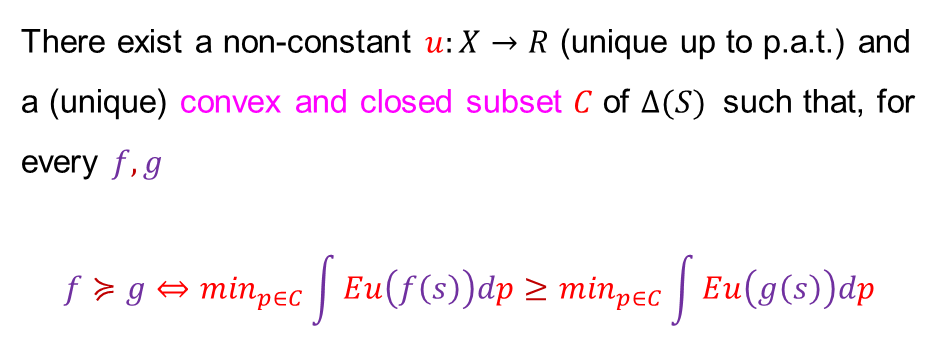 There exist a non-constant u: X → R (unique up to p.a.t.) and
a (unique) convex and closed subset C of Δ(S) such that, for
every f, g
f ≽ g ⇔ min_{p∈C} ∫ Eu(f(s))dp ≥ min_{p∈C} ∫ Eu(g(s))dp